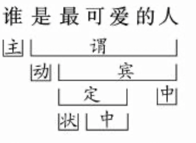 谁是最可爱的人
主 谓
动 宾
定 中
状 中